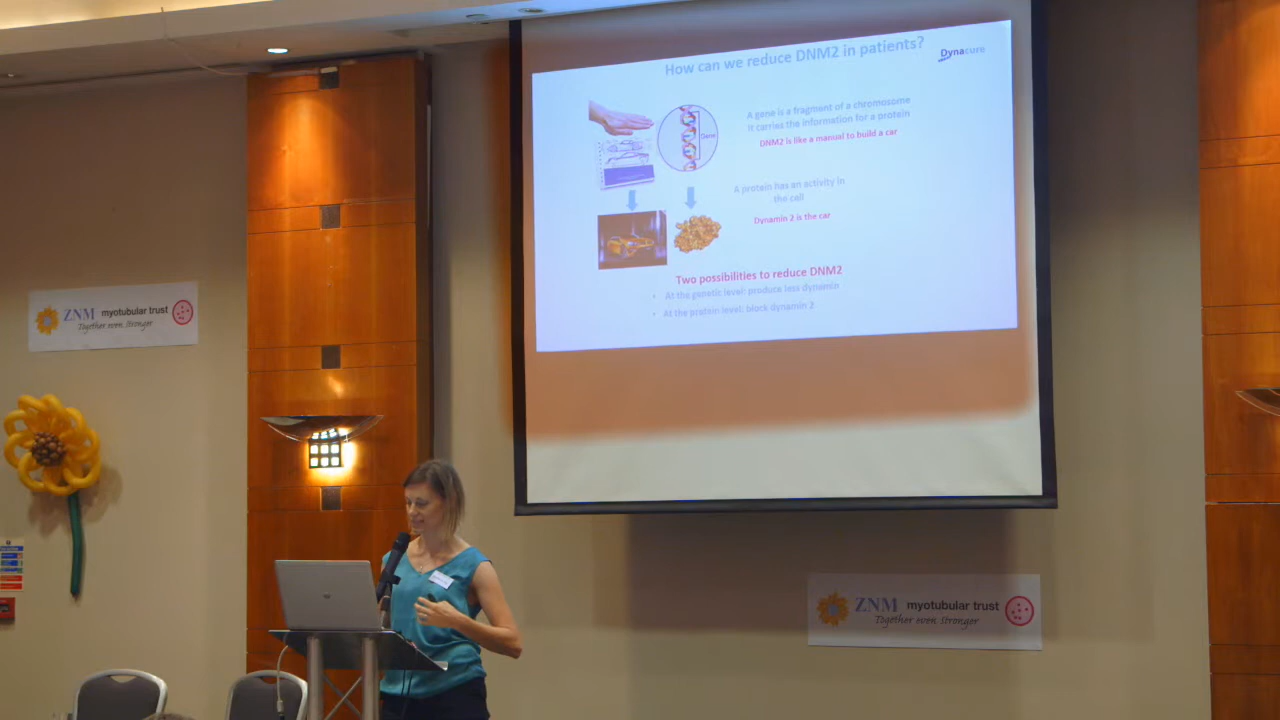 How can we reduce DNM2 in patients?
Dynacure
A gene is a fragment of a chromosome
It carries the information for a protein
DNM2 is like a manual to build a car
Gene
A protein has an activity in
the cell
Dynamin 2 is the car
Two possibilities to reduce DNM2
• At the genetic level: produce less dynamin
• At the protein level: block dynamin 2
ZNM myotubular trust
Together even Stronger
ZNM myotubular trust
Together even Stronger